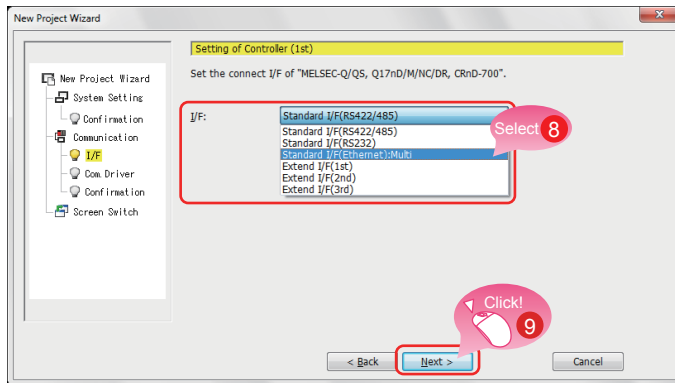 New Project Wizard
x
Setting of Controller (1st)
Set the connect I/F of "MELSEC-Q/QS, Q17nD/M/NC/DR, CRnD-700".
New Project Wizard
System Setting
Confirmation
Communication
I/F
Com. Driver
Confirmation
Screen Switch
I/F:
Standard I/F(RS422/485)
Standard I/F(RS422/485)
Standard I/F(RS232)
Standard I/F(Ethernet):Multi
Extend I/F(1st)
Extend I/F(2nd)
Extend I/F(3rd)
Select 8
Click!
9
< Back
Next >
Cancel